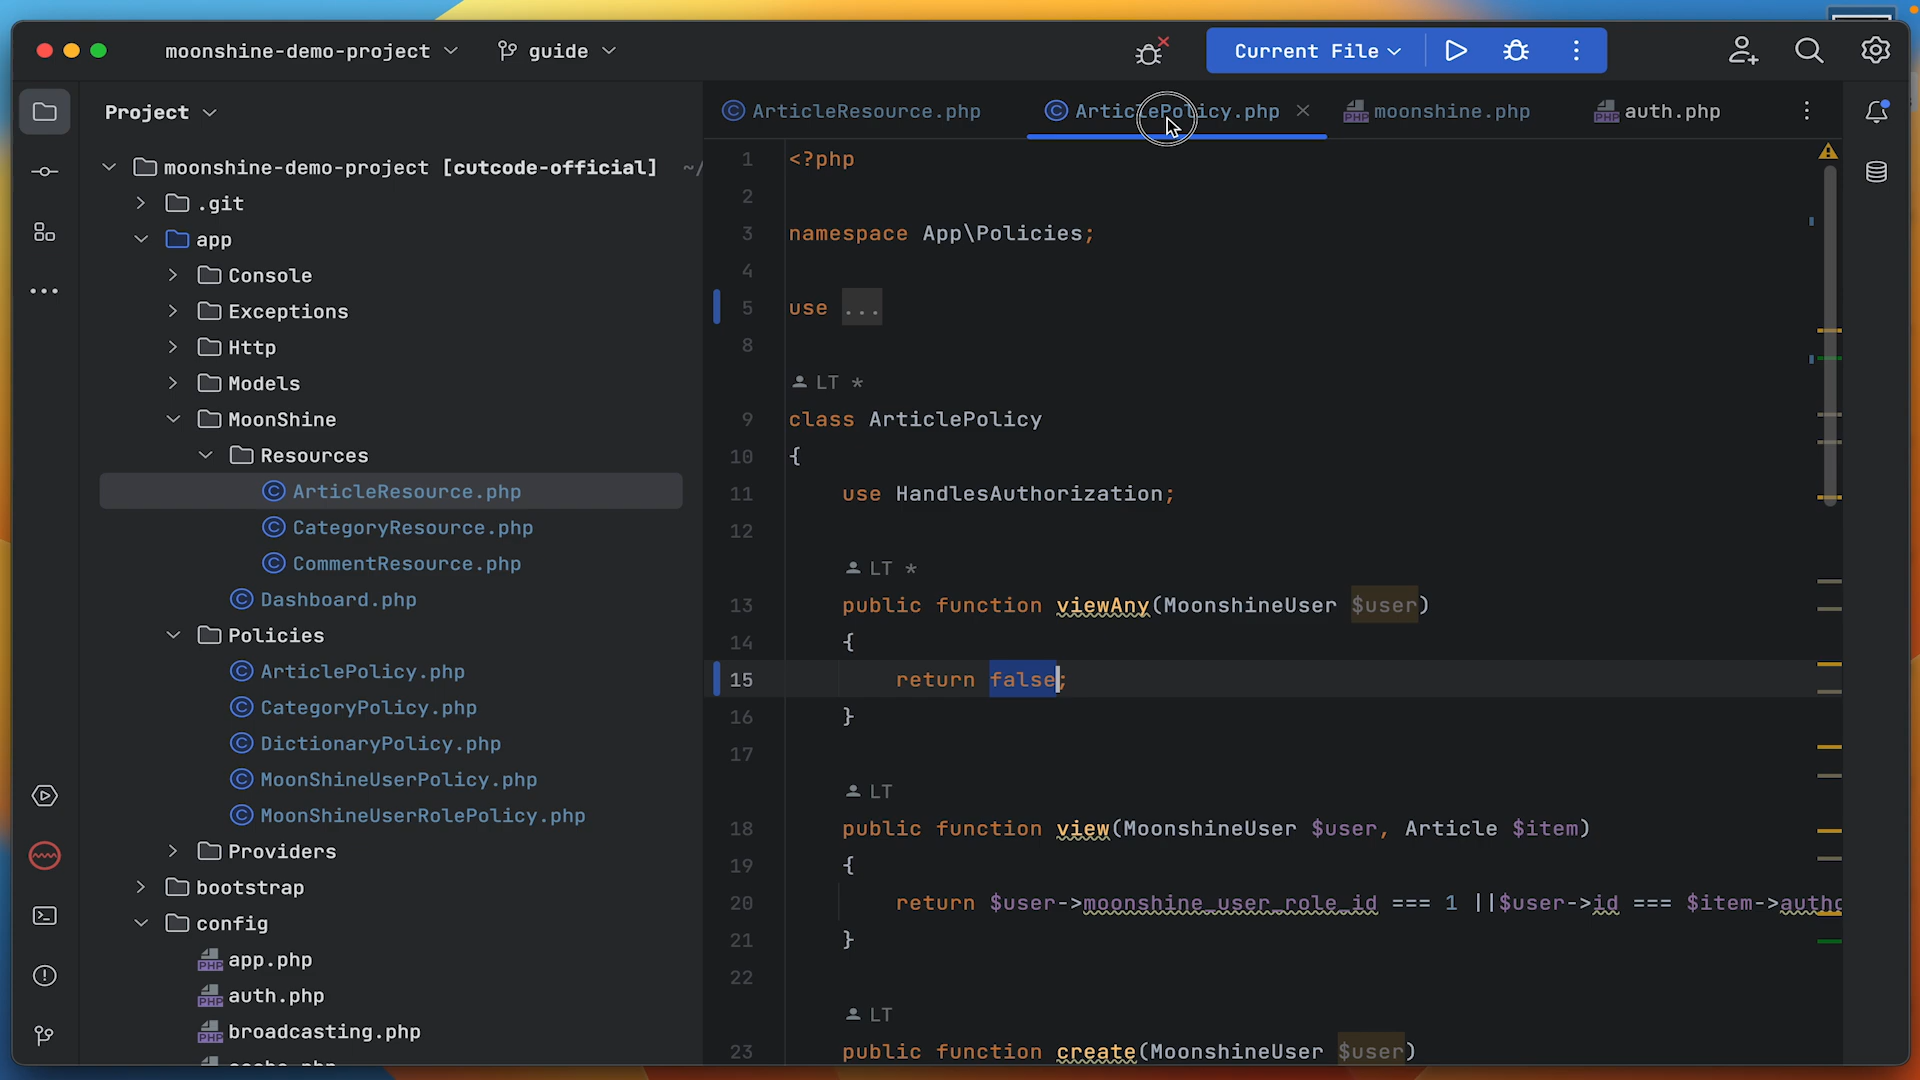 moonshine-demo-project
guide
Current File
Project
moonshine-demo-project [cutcode-official] ~/
.git
app
Console
Exceptions
Http
Models
MoonShine
Resources
ArticleResource.php
CategoryResource.php
CommentResource.php
Dashboard.php
Policies
ArticlePolicy.php
CategoryPolicy.php
DictionaryPolicy.php
MoonShineUserPolicy.php
MoonShineUserRolePolicy.php
Providers
bootstrap
config
app.php
auth.php
broadcasting.php
cache.php
ArticleResource.php
ArticlePolicy.php
moonshine.php
auth.php
1 <?php
2
3 namespace App\Policies;
4
5 use ...
8
LT *
9 class ArticlePolicy
10 {
11 use HandlesAuthorization;
12
LT *
13 public function viewAny(MoonshineUser $user)
14 {
15 return false;
16 }
17
LT
18 public function view(MoonshineUser $user, Article $item)
19 {
20 return $user->moonshine_user_role_id === 1 ||$user->id === $item->autho
21 }
22
LT
23 public function create(MoonshineUser $user)